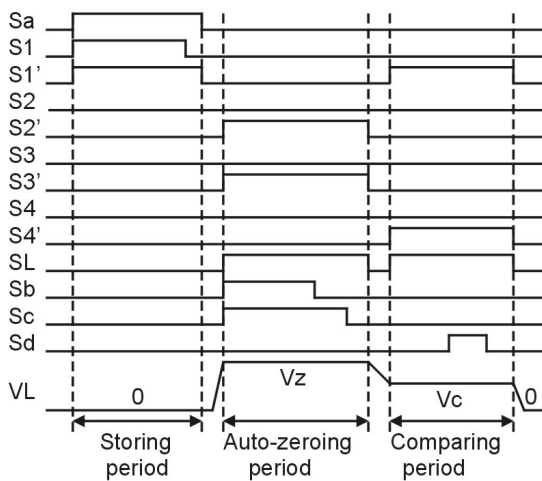 Sa
S1
S1’
S2
S2’
S3
S3’
S4
S4’
SL
Sb
Sc
Sd
VL
0
Vz
Vc
0
Storing period
Auto-zeroing period
Comparing period